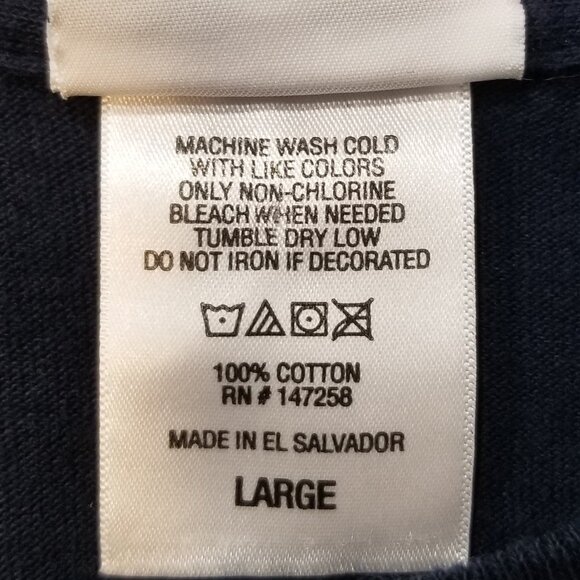 MACHINE WASH COLD
WITH LIKE COLORS
ONLY NON-CHLORINE
BLEACH WHEN NEEDED
TUMBLE DRY LOW
DO NOT IRON IF DECORATED
100% COTTON
RN # 147258
MADE IN EL SALVADOR
LARGE